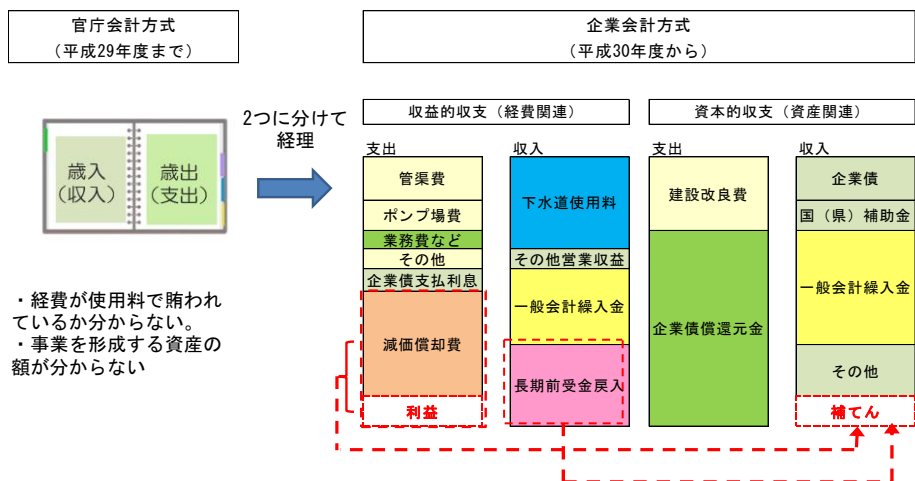 官庁会計方式
（平成29年度まで）
企業会計方式
（平成30年度から）
2つに分けて
経理
収益的収支（経費関連）
資本的収支（資産関連）
歳入
（収入）
歳出
（支出）
・経費が使用料で賄われ
ているか分からない。
・事業を形成する資産の
額が分からない
支出
管渠費
ポンプ場費
業務費など
その他
企業債支払利息
減価償却費
利益
収入
下水道使用料
その他営業収益
一般会計繰入金
長期前受金戻入
支出
建設改良費
企業債償還元金
収入
企業債
国（県）補助金
一般会計繰入金
その他
補てん